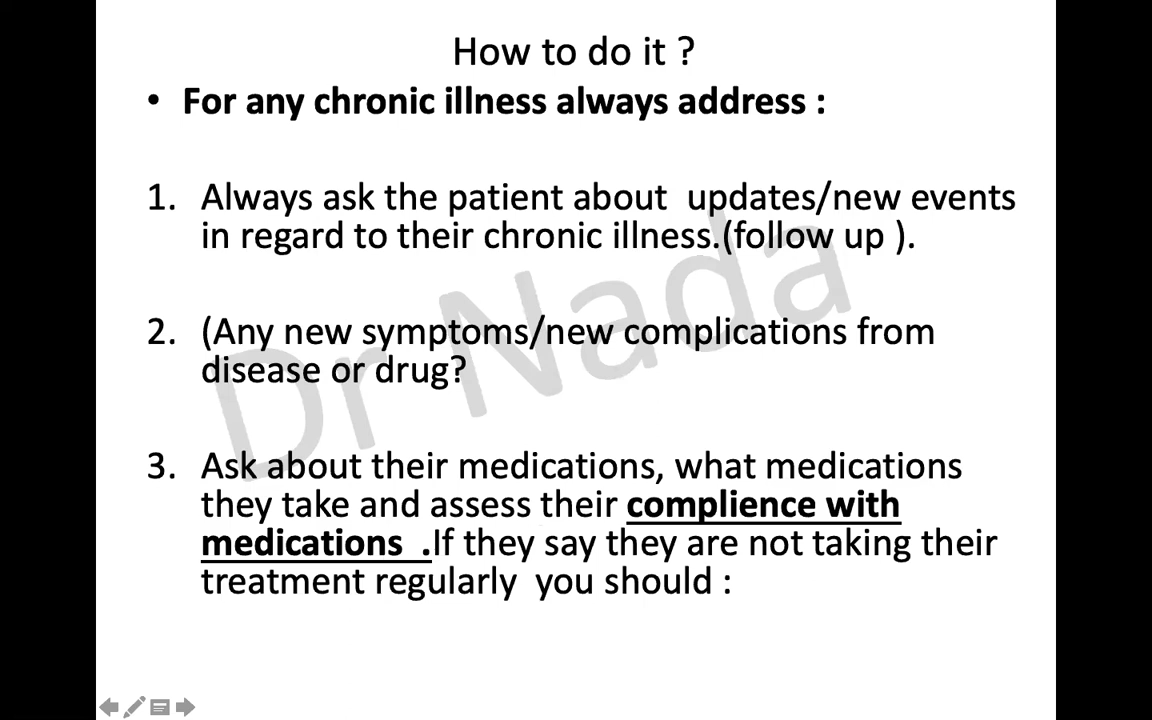 How to do it ?
• For any chronic illness always address :
1. Always ask the patient about  updates/new events
in regard to their chronic illness.(follow up ).
2. (Any new symptoms/new complications from
disease or drug?
3. Ask about their medications, what medications
they take and assess their complience with
medications  .If they say they are not taking their
treatment regularly  you should :
Dr Nada